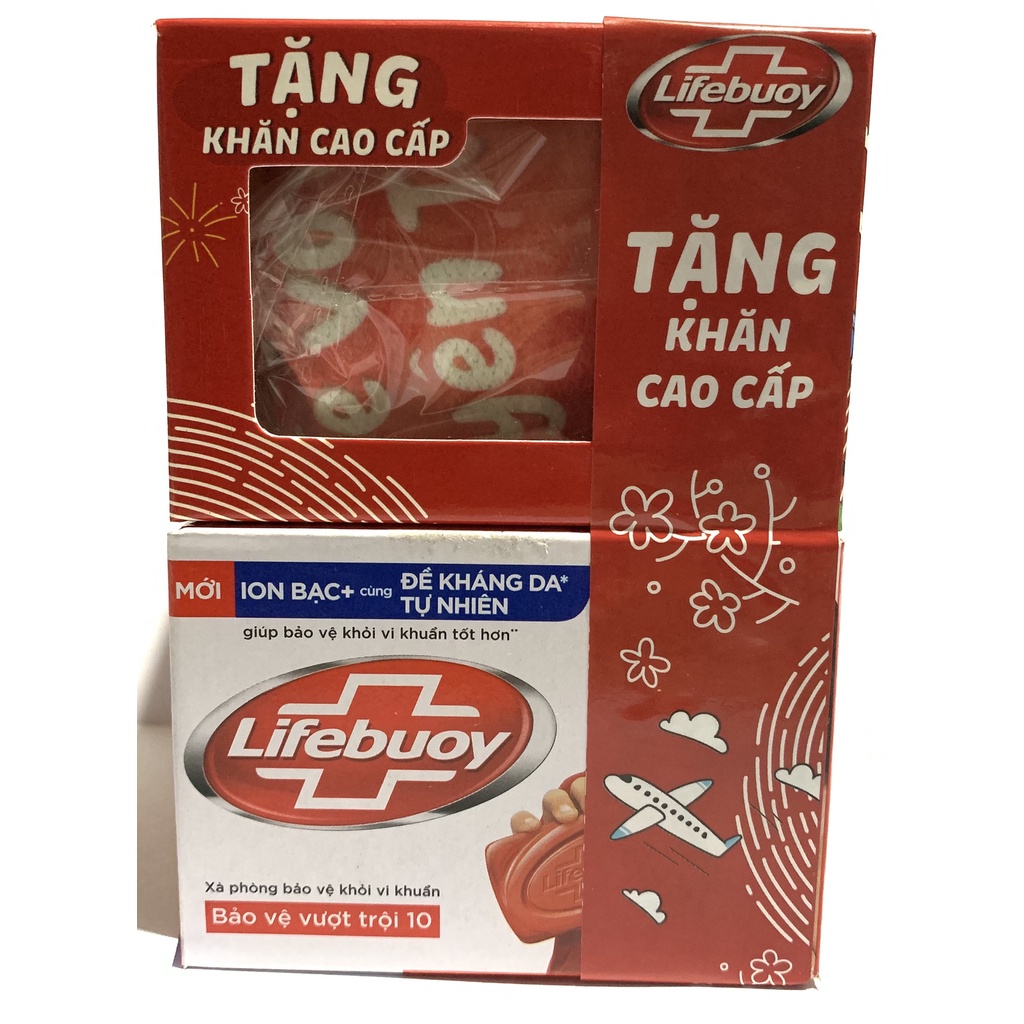 TẶNG
KHĂN CAO CẤP
Lifebuoy
TẶNG
KHĂN
CAO CẤP
MỚI
ION BẠC+ cùng ĐỀ KHÁNG DA*
TỰ NHIÊN
giúp bảo vệ khỏi vi khuẩn tốt hơn**
Lifebuoy
Xà phòng bảo vệ khỏi vi khuẩn
Bảo vệ vượt trội 10